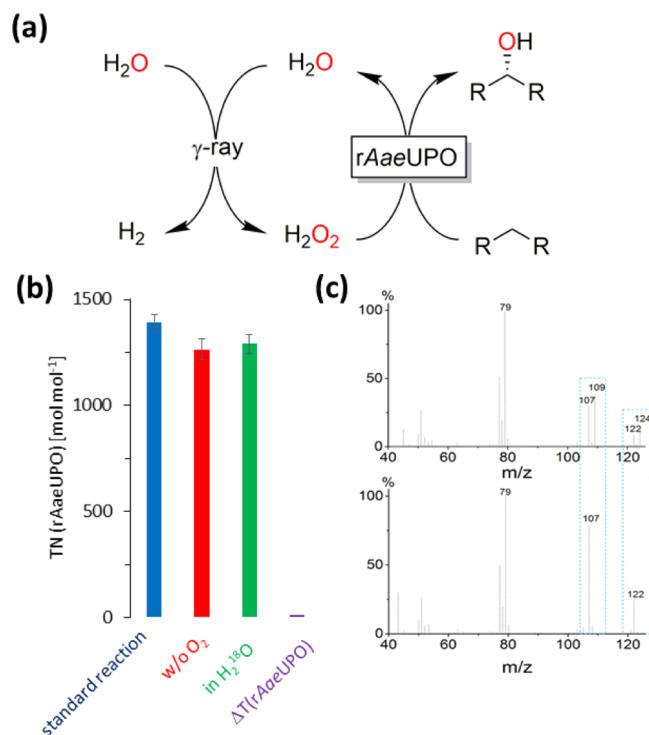 (a)
H₂O
H₂O
OH
R
R
γ-ray
rAaeUPO
H₂
H₂O₂
R
R
(b)
TN (rAaeUPO) [molmol⁻¹]
1500
1000
500
0
standard reaction
w/o O₂
in H₂¹⁸O
ΔT(rAaeUPO)
(c)
%
100
50
0
79
107
109
122
124
40
60
80
100
120
m/z
%
100
50
0
79
107
122
40
60
80
100
120
m/z